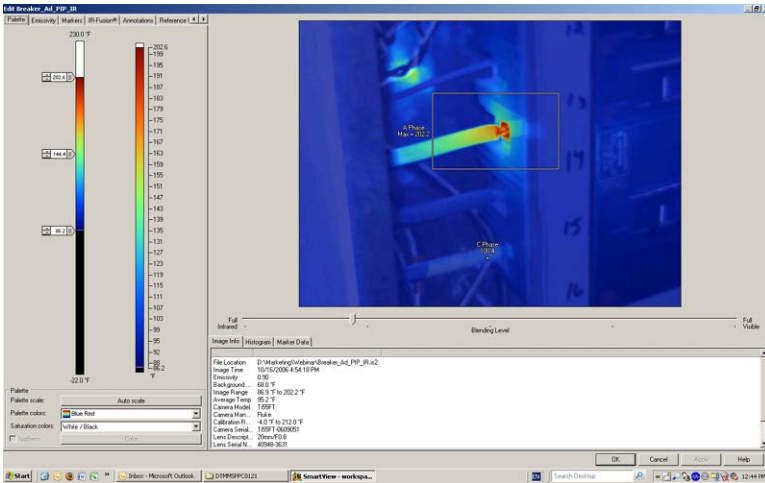 Edit Breaker_Ad_PIP_IR
Palette Emissivity Markers IR-Fusion® Annotations Reference
230.0 °F
202.6
144.4
86.2
-22.0 °F
202.6
199
195
191
187
183
179
175
171
167
163
159
155
151
147
143
139
135
131
127
123
119
115
111
107
103
99
95
92
88
86.2
°F
Palette
Palette scale: Auto scale
Palette colors: Blue Red
Saturation colors: White / Black
Isotherm Color
A Phase
Max = 202.2
C Phase
100.4
13
14
15
16
Full
Infrared
Blending Level
Full
Visible
Image Info Histogram Marker Data
File Location D:\Marketing\Webinar\Breaker_Ad_PIP_IR.is2
Image Time 10/16/2006 4:54:18 PM
Emissivity 0.90
Background ... 68.0 °F
Image Range 86.9 °F to 202.2 °F
Average Temp 95.2 °F
Camera Model Ti55FT
Camera Man... Fluke
Calibration R... -4.0 °F to 212.0 °F
Camera Serial... Ti55FT-0609051
Lens Descript... 20mm/F0.8
Lens Serial N... 40948-3631
OK Cancel Apply Help
Start
Inbox - Microsoft Outlook
DTMMSPPC0121
SmartView - workspa...
EN
Search Desktop
12:44 PM